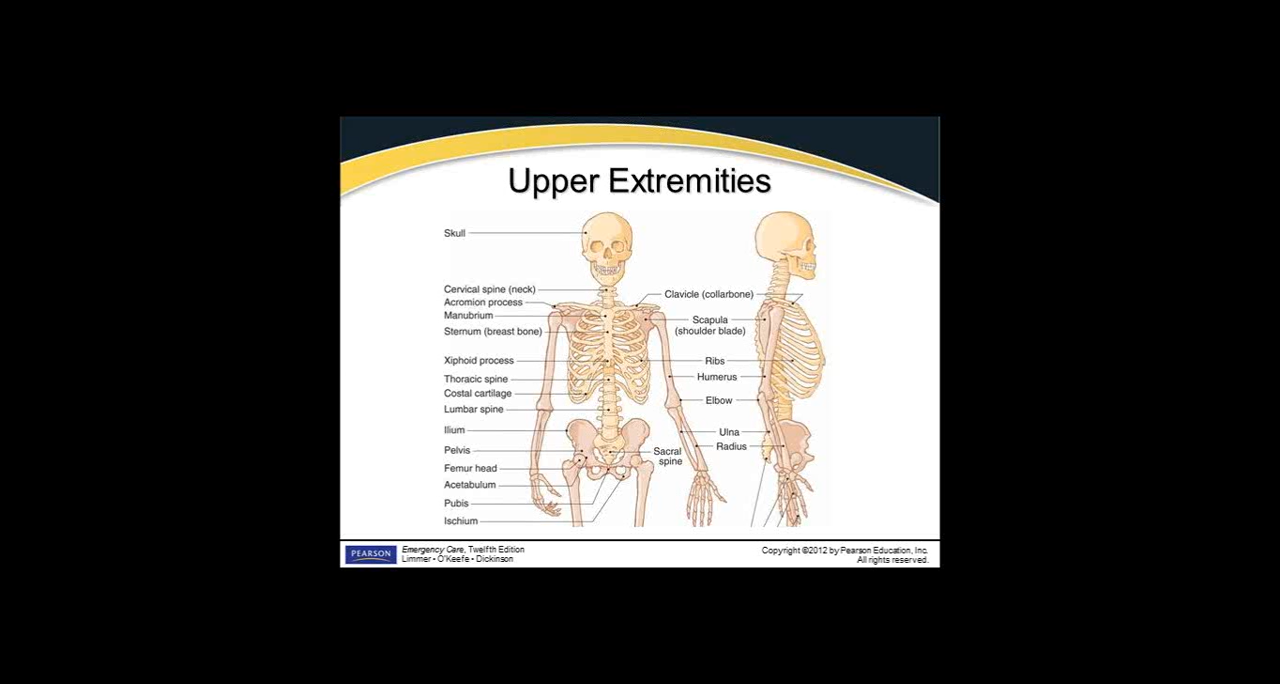 Upper Extremities
Skull
Cervical spine (neck)
Acromion process
Manubrium
Sternum (breast bone)
Xiphoid process
Thoracic spine
Costal cartilage
Lumbar spine
Ilium
Pelvis
Femur head
Acetabulum
Pubis
Ischium
Clavicle (collarbone)
Scapula
(shoulder blade)
Ribs
Humerus
Elbow
Ulna
Radius
Sacral
spine
PEARSON
Emergency Care, Twelfth Edition
Limmer • O'Keefe • Dickinson
Copyright ©2012 by Pearson Education, Inc.
All rights reserved.